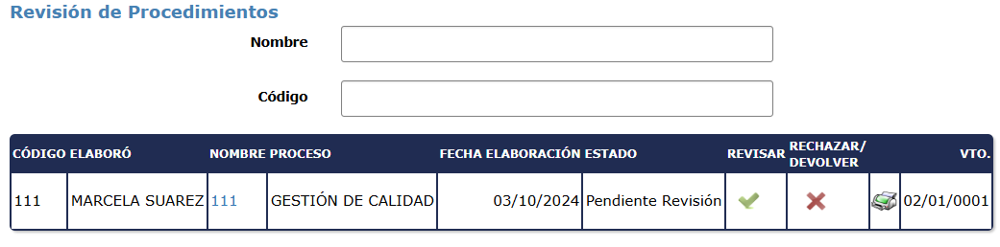 Revisión de Procedimientos
Nombre
Código
CÓDIGO ELABORÓ NOMBRE PROCESO FECHA ELABORACIÓN ESTADO REVISAR RECHAZAR/ DEVOLVER VTO.
111 MARCELA SUAREZ 111 GESTIÓN DE CALIDAD 03/10/2024 Pendiente Revisión 02/01/0001